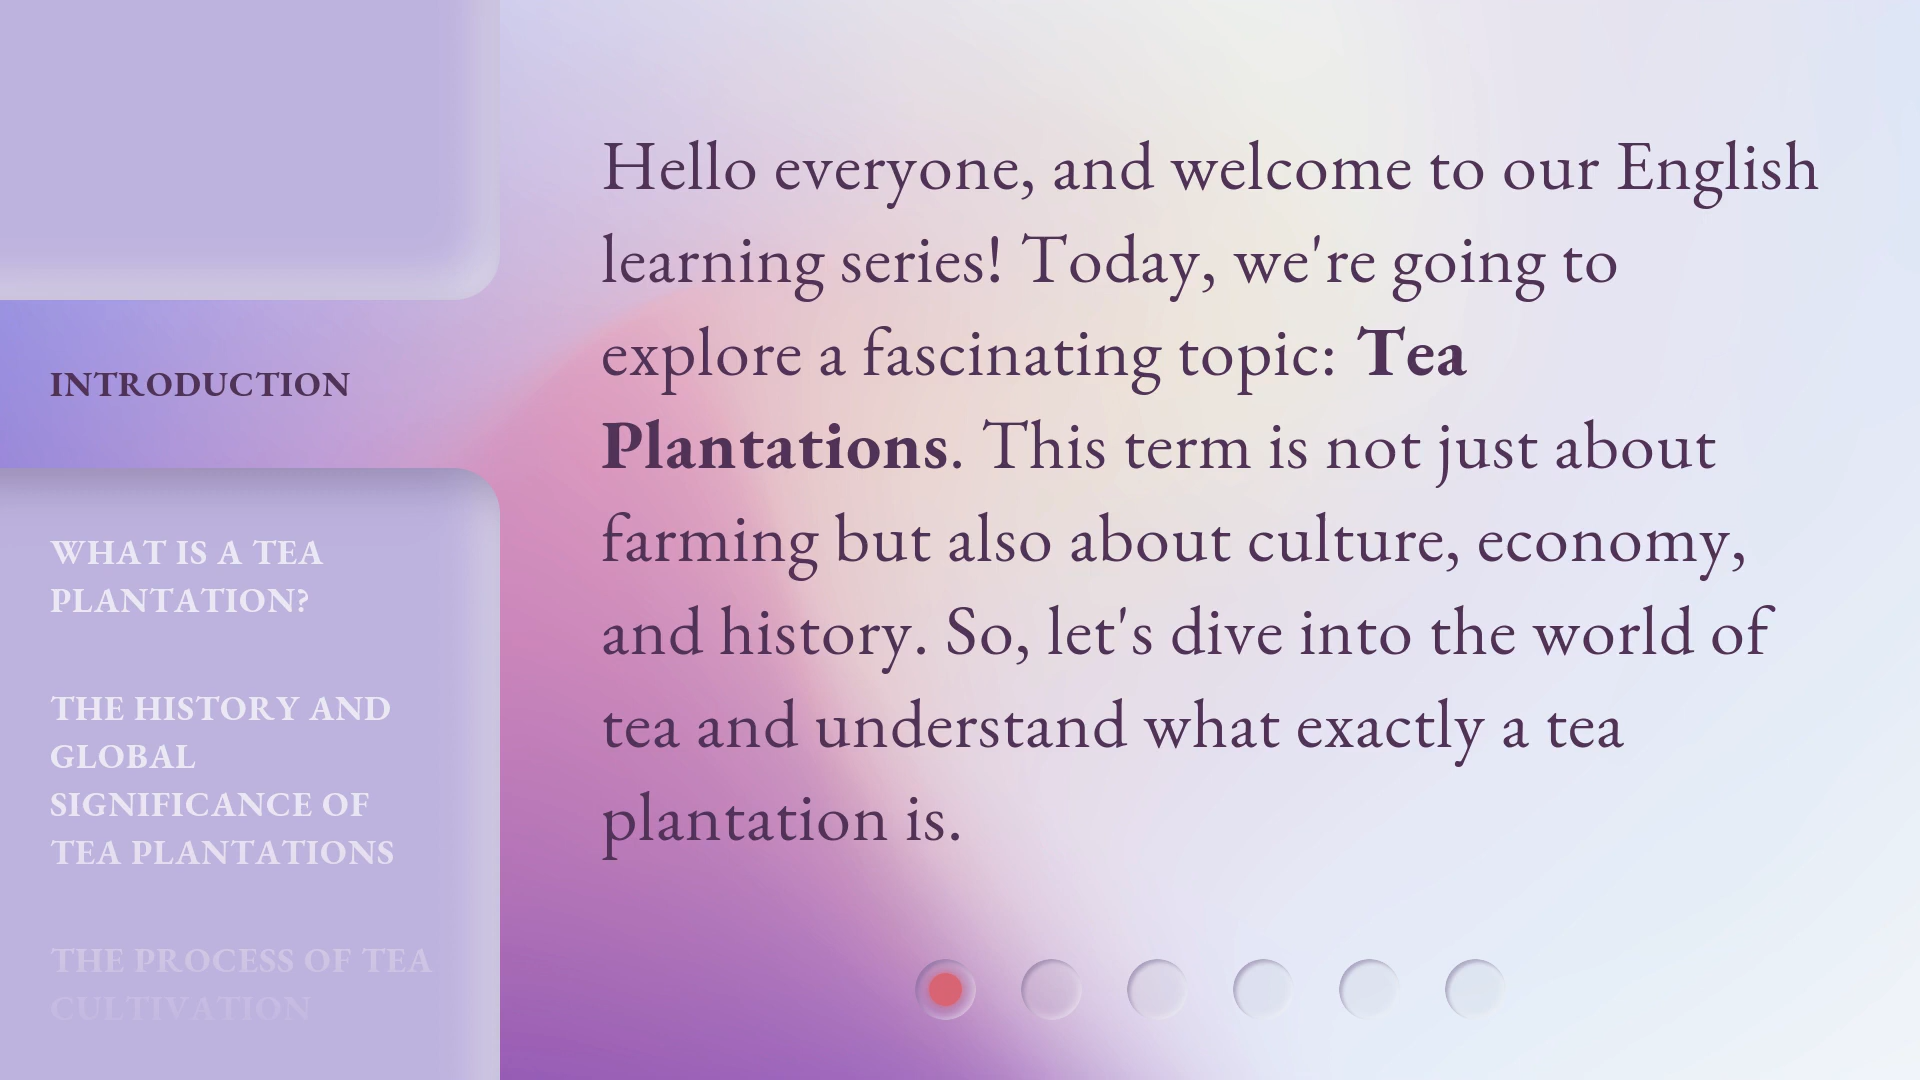 INTRODUCTION
WHAT IS A TEA
PLANTATION?
THE HISTORY AND
GLOBAL
SIGNIFICANCE OF
TEA PLANTATIONS
THE PROCESS OF TEA
CULTIVATION
Hello everyone, and welcome to our English
learning series! Today, we're going to
explore a fascinating topic: Tea
Plantations. This term is not just about
farming but also about culture, economy,
and history. So, let's dive into the world of
tea and understand what exactly a tea
plantation is.